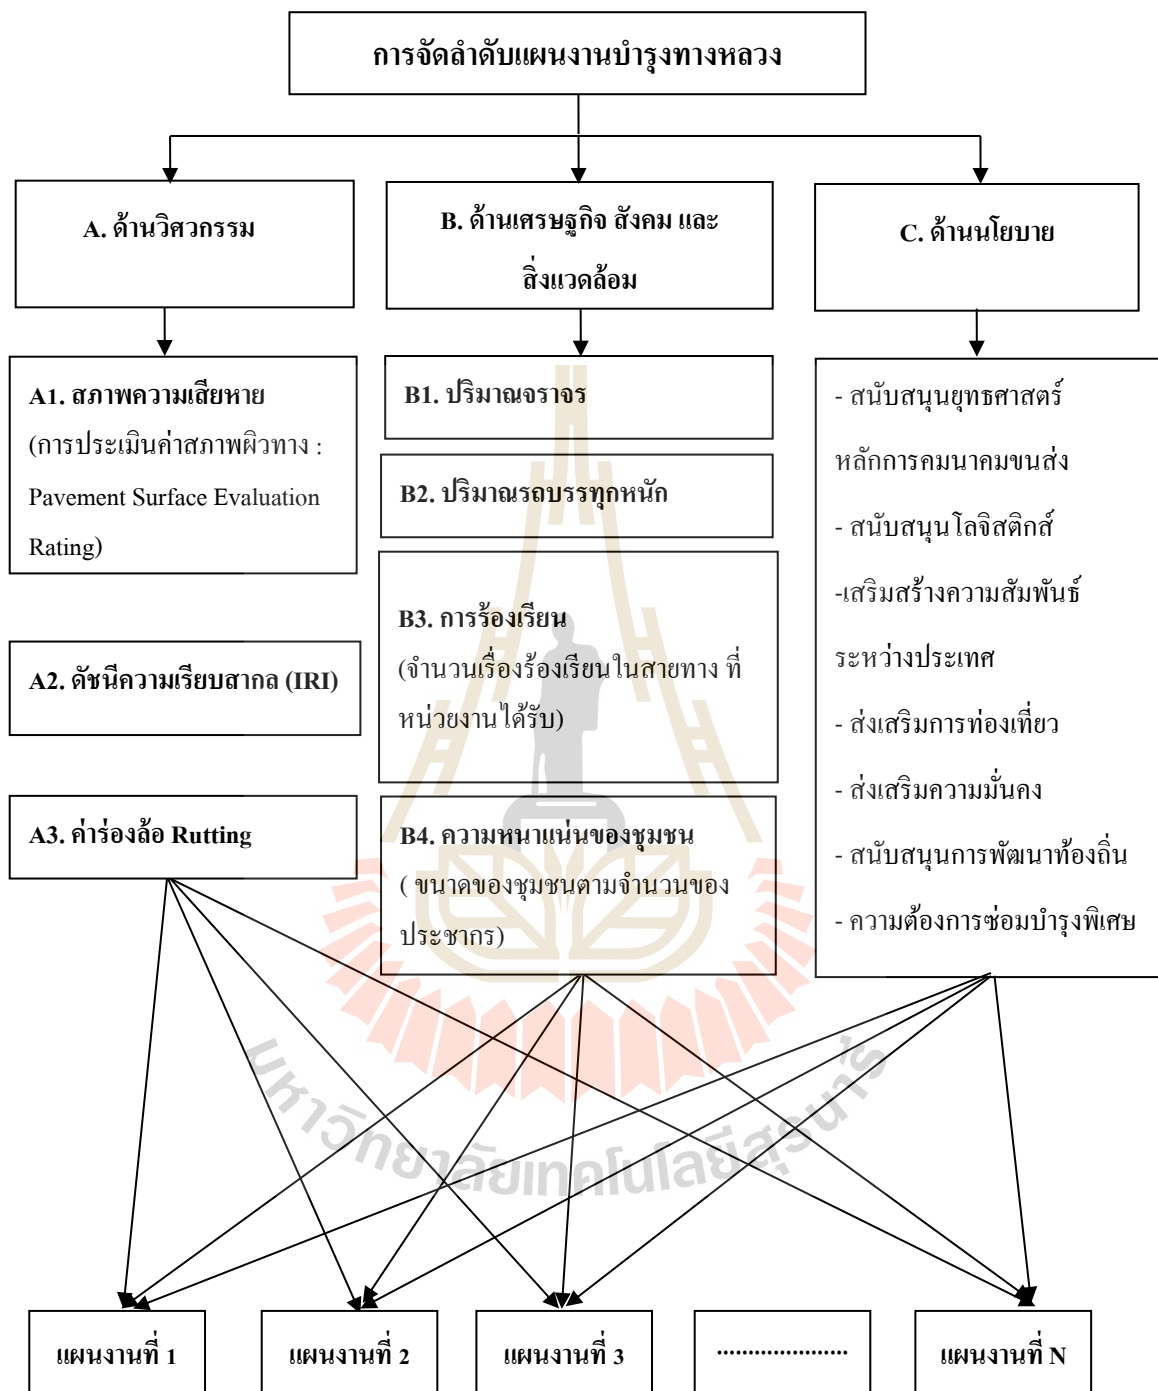 การจัดลำดับแผนงานบำรุงทางหลวง
A. ด้านวิศวกรรม
B. ด้านเศรษฐกิจ สังคม และ
สิ่งแวดล้อม
C. ด้านนโยบาย
A1. สภาพความเสียหาย
(การประเมินค่าสภาพผิวทาง :
Pavement Surface Evaluation
Rating)
A2. ดัชนีความเรียบสากล (IRI)
A3. ค่าร่องล้อ Rutting
B1. ปริมาณจราจร
B2. ปริมาณรถบรรทุกหนัก
B3. การร้องเรียน
(จำนวนเรื่องร้องเรียนในสายทาง ที่
หน่วยงานได้รับ)
B4. ความหนาแน่นของชุมชน
( ขนาดของชุมชนตามจำนวนของ
ประชากร)
- สนับสนุนยุทธศาสตร์
หลักการคมนาคมขนส่ง
- สนับสนุนโลจิสติกส์
-เสริมสร้างความสัมพันธ์
ระหว่างประเทศ
- ส่งเสริมการท่องเที่ยว
- ส่งเสริมความมั่นคง
- สนับสนุนการพัฒนาท้องถิ่น
- ความต้องการซ่อมบำรุงพิเศษ
มหาวิทยาลัยเทคโนโลยีสุรนารี
แผนงานที่ 1
แผนงานที่ 2
แผนงานที่ 3
......................
แผนงานที่ N